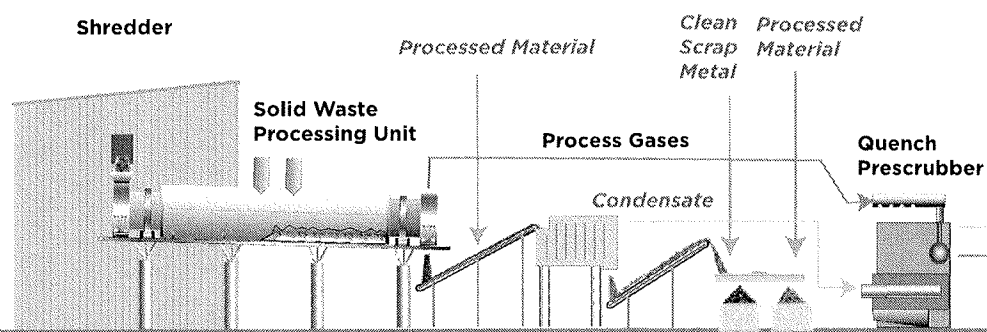 Shredder
Processed Material
Clean
Scrap
Metal
Processed
Material
Solid Waste
Processing Unit
Process Gases
Quench
Prescrubber
Condensate